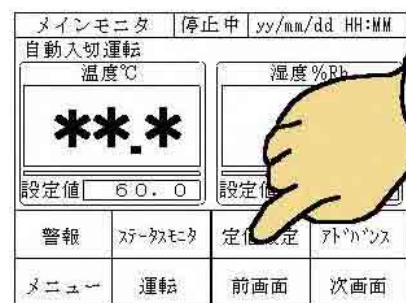 メインモニタ 停止中 yy/mm/dd HH:MM
自動入切運転
温度℃ 湿度%Rh
**.*
設定値 60.0 設定値
警報 ステータスモニタ 定値設定 アドバンス
メニュー 運転 前画面 次画面